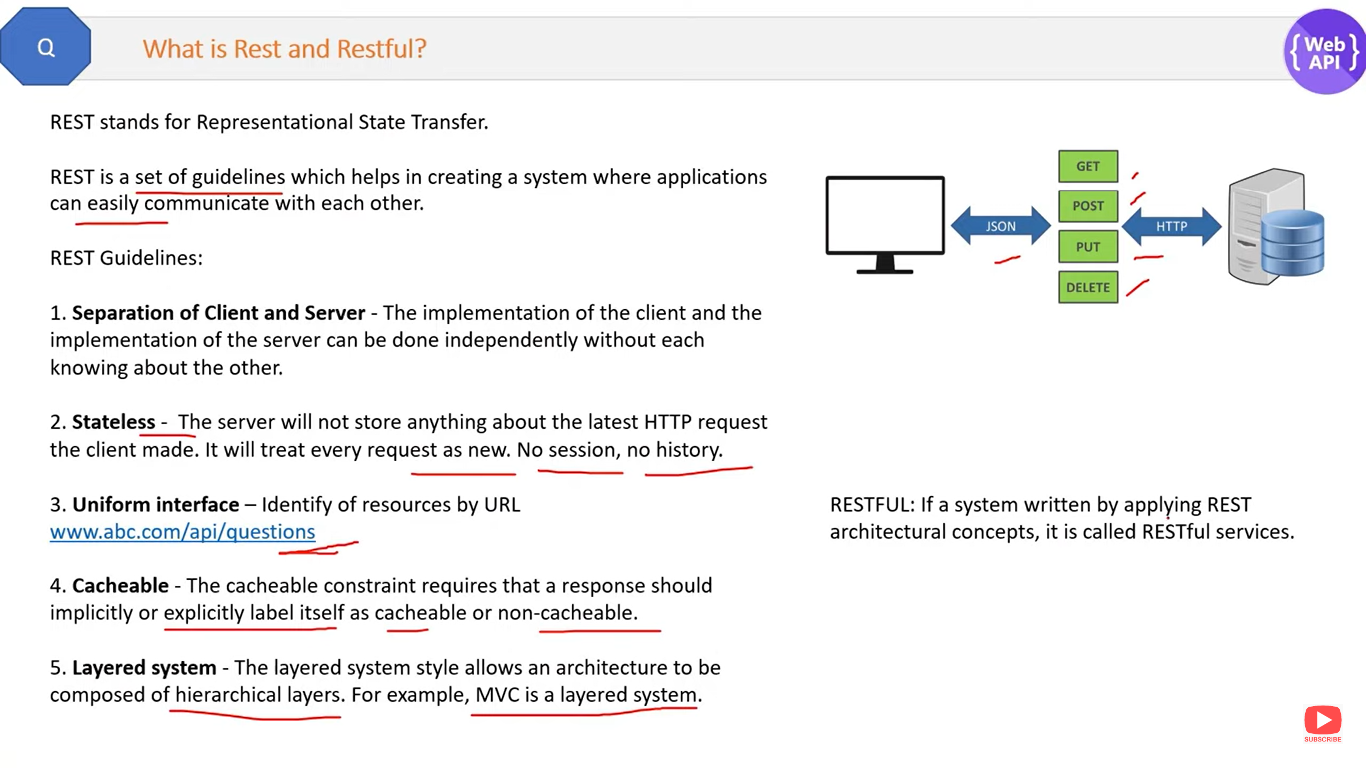 Q
What is Rest and Restful?
{ Web API }
REST stands for Representational State Transfer.
REST is a set of guidelines which helps in creating a system where applications
can easily communicate with each other.
REST Guidelines:
1. Separation of Client and Server - The implementation of the client and the
implementation of the server can be done independently without each
knowing about the other.
2. Stateless - The server will not store anything about the latest HTTP request
the client made. It will treat every request as new. No session, no history.
3. Uniform interface – Identify of resources by URL
www.abc.com/api/questions
4. Cacheable - The cacheable constraint requires that a response should
implicitly or explicitly label itself as cacheable or non-cacheable.
5. Layered system - The layered system style allows an architecture to be
composed of hierarchical layers. For example, MVC is a layered system.
GET
POST
PUT
DELETE
JSON
HTTP
RESTFUL: If a system written by applying REST
architectural concepts, it is called RESTful services.
SUBSCRIBE